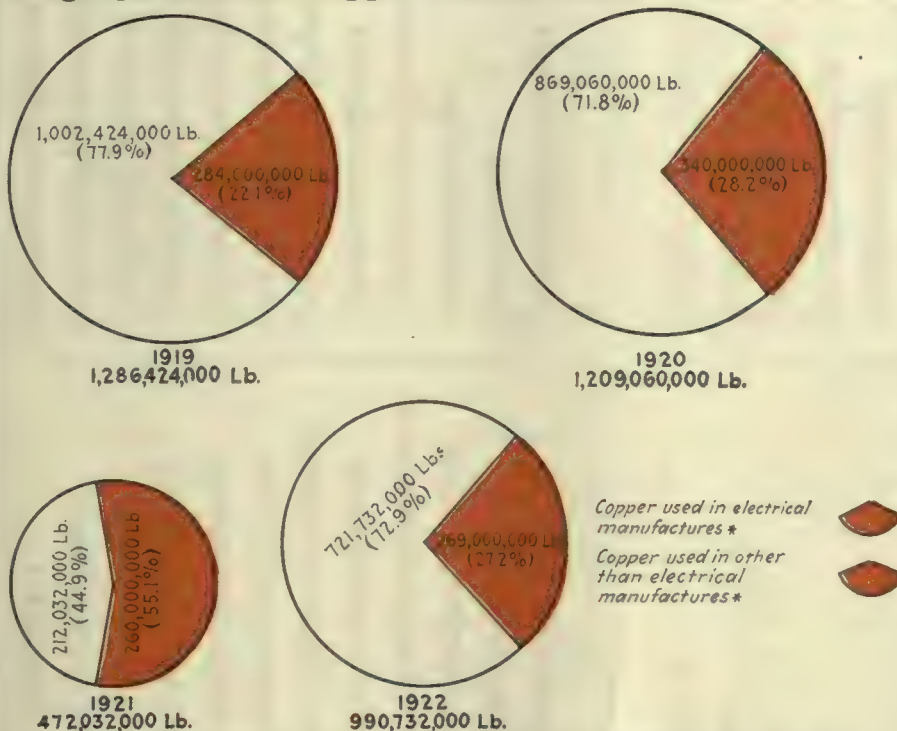 1,002,424,000 Lb.
(77.9%)
284,000,000 Lb
(22.1%)
1919
1,286,424,000 Lb.
869,060,000 Lb.
(71.8%)
340,000,000 Lb.
(28.2%)
1920
1,209,060,000 Lb.
212,032,000 Lb.
(44.9%)
260,000,000 Lb
(55.1%)
1921
472,032,000 Lb.
721,732,000 Lbs
(72.9%)
269,000,000 Lb
(27.2%)
1922
990,732,000 Lb.
Copper used in electrical
manufactures *
Copper used in other
than electrical
manufactures *